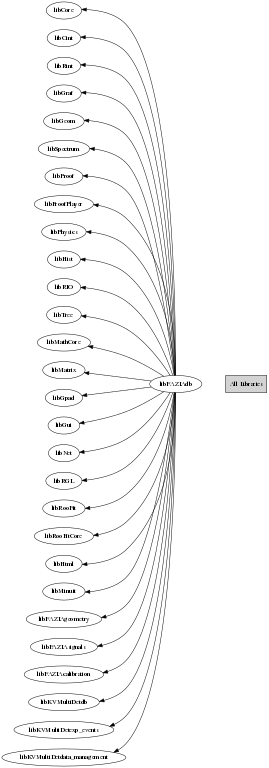 libCore
libCint
libRint
libGraf
libGeom
libSpectrum
libProof
libProofPlayer
libPhysics
libHist
libRIO
libTree
libMathCore
libMatrix
libFAZIAdb
All Libraries
libGpad
libGui
libNet
libRGL
libRooFit
libRooFitCore
libHtml
libMinuit
libFAZIAgeometry
libFAZIAsignals
libFAZIAcalibration
libKVMultiDetdb
libKVMultiDetexp_events
libKVMultiDetdata_management